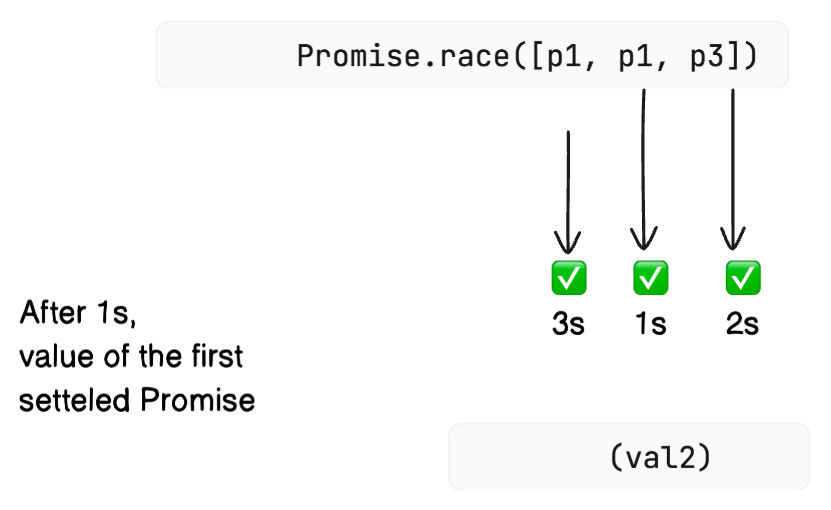 Promise.race([p1, p1, p3])
3s 1s 2s
After 1s,
value of the first
setteled Promise
(val2)